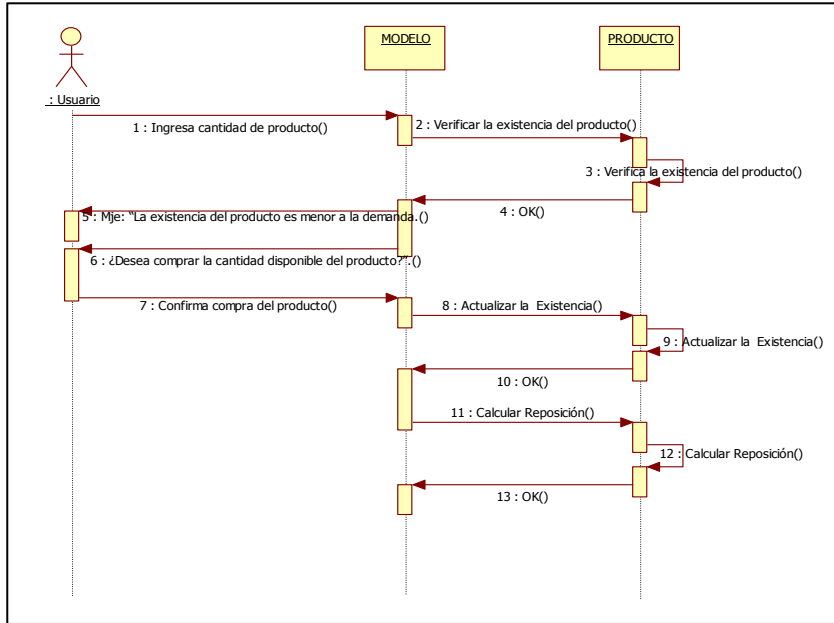 MODELO
PRODUCTO
: Usuario
1 : Ingresa cantidad de producto()
2 : Verificar la existencia del producto()
3 : Verifica la existencia del producto()
4 : OK()
5 : Mje: “La existencia del producto es menor a la demanda.()
6 : ¿Desea comprar la cantidad disponible del producto?”.()
7 : Confirma compra del producto()
8 : Actualizar la  Existencia()
9 : Actualizar la  Existencia()
10 : OK()
11 : Calcular Reposición()
12 : Calcular Reposición()
13 : OK()